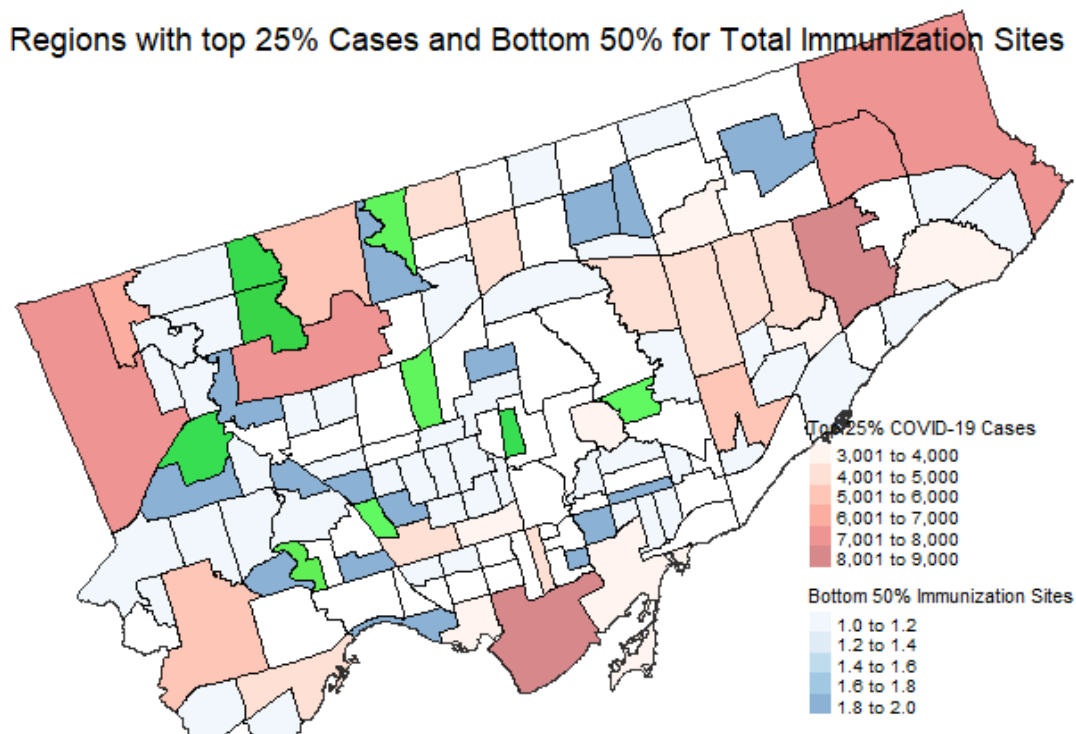 Regions with top 25% Cases and Bottom 50% for Total Immunization Sites
Top 25% COVID-19 Cases
3,001 to 4,000
4,001 to 5,000
5,001 to 6,000
6,001 to 7,000
7,001 to 8,000
8,001 to 9,000
Bottom 50% Immunization Sites
1.0 to 1.2
1.2 to 1.4
1.4 to 1.6
1.6 to 1.8
1.8 to 2.0